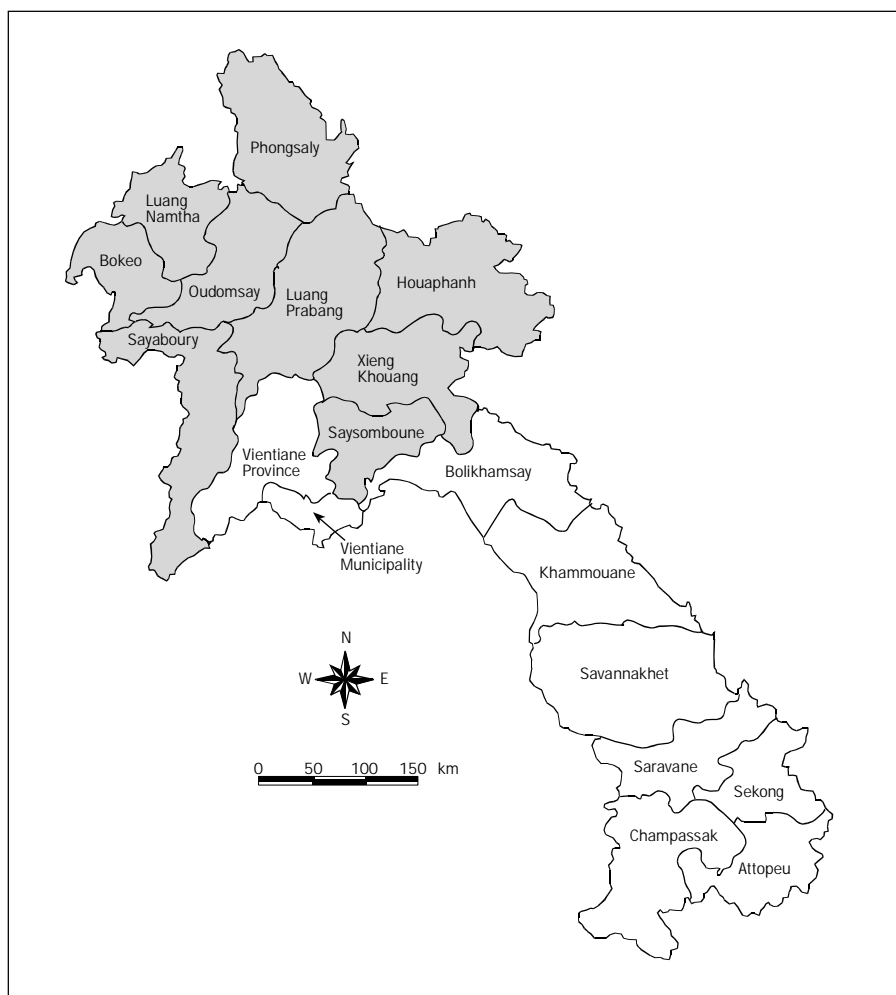 Phongsaly
Luang
Namtha
Bokeo
Oudomsay
Luang
Prabang
Houaphanh
Sayaboury
Xieng
Khouang
Saysomboune
Vientiane
Province
Bolikhamsay
Vientiane
Municipality
Khammouane
N
W E
S
Savannakhet
0 50 100 150 km
Saravane
Sekong
Champassak
Attopeu